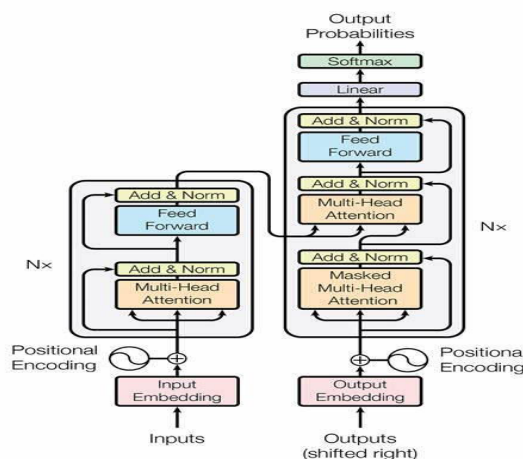 Output
Probabilities
Softmax
Linear
Add & Norm
Feed
Forward
Add & Norm
Multi-Head
Attention
Add & Norm
Masked
Multi-Head
Attention
Nx
Positional
Encoding
Output
Embedding
Outputs
(shifted right)
Add & Norm
Feed
Forward
Add & Norm
Multi-Head
Attention
Nx
Positional
Encoding
Input
Embedding
Inputs